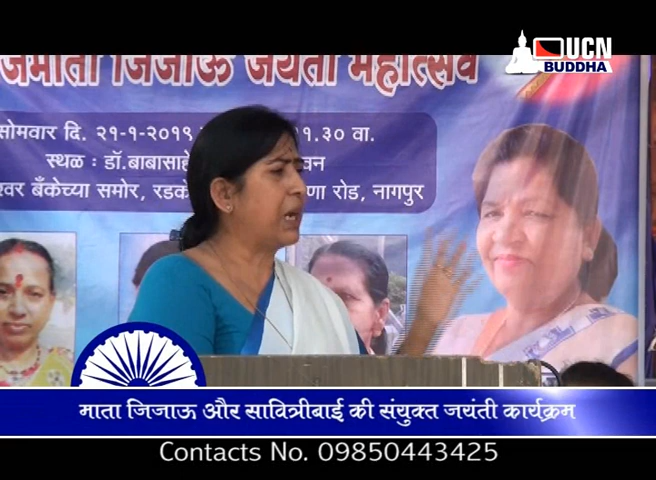 UCN
BUDDHA
जिजाऊ जयंती महोत्सव
सोमवार दि. २१-१-२०१९ ११.३० वा.
स्थळ : डॉ.बाबासाहे वन
बँकेच्या समोर, रोड, नागपुर
माता जिजाऊ और सावित्रीबाई की संयुक्त जयंती कार्यक्रम
Contacts No. 09850443425